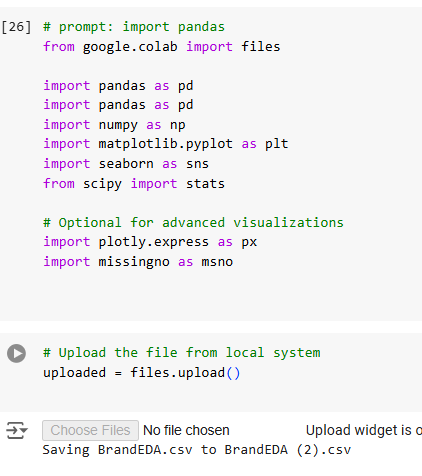 [26] # prompt: import pandas
from google.colab import files
import pandas as pd
import pandas as pd
import numpy as np
import matplotlib.pyplot as plt
import seaborn as sns
from scipy import stats
# Optional for advanced visualizations
import plotly.express as px
import missingno as msno
# Upload the file from local system
uploaded = files.upload()
Choose Files No file chosen Upload widget is o
Saving BrandEDA.csv to BrandEDA (2).csv